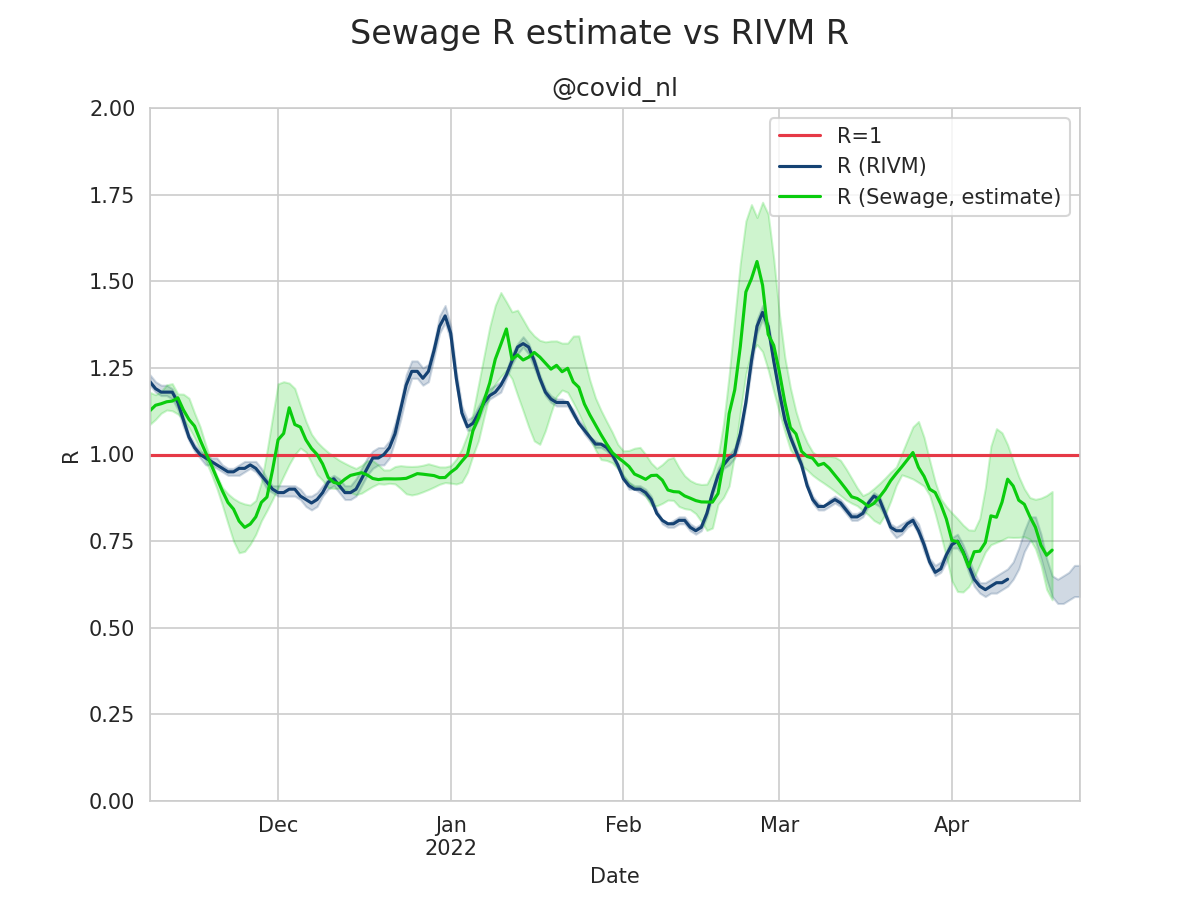 Sewage R estimate vs RIVM R
@covid_nl
2.00
1.75
1.50
1.25
1.00
0.75
0.50
0.25
0.00
R
R=1
R (RIVM)
R (Sewage, estimate)
Dec
Jan
2022
Feb
Mar
Apr
Date